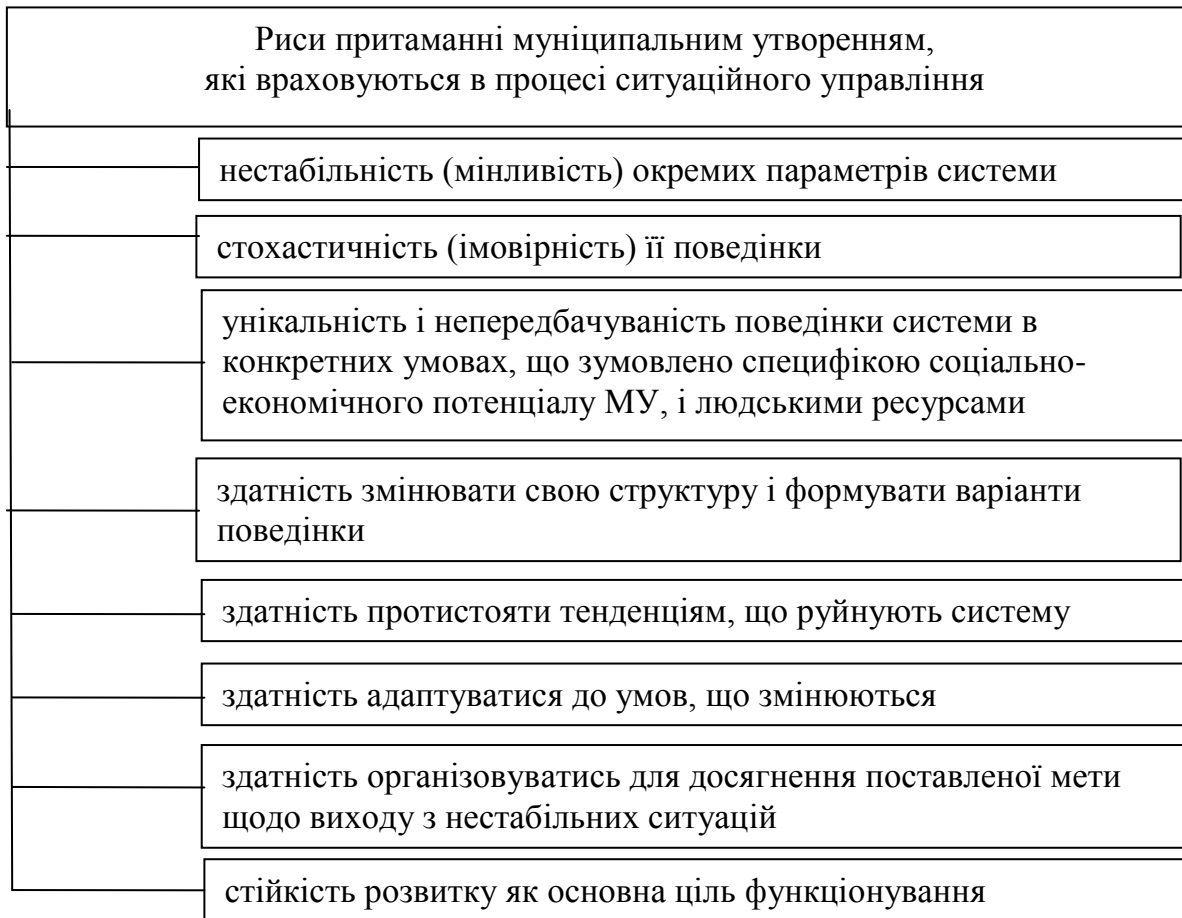 Риси притаманні муніципальним утворенням,
які враховуються в процесі ситуаційного управління
нестабільність (мінливість) окремих параметрів системи
стохастичність (імовірність) її поведінки
унікальність і непередбачуваність поведінки системи в
конкретних умовах, що зумовлено специфікою соціально-
економічного потенціалу МУ, і людськими ресурсами
здатність змінювати свою структуру і формувати варіанти
поведінки
здатність протистояти тенденціям, що руйнують систему
здатність адаптуватися до умов, що змінюються
здатність організовуватись для досягнення поставленої мети
щодо виходу з нестабільних ситуацій
стійкість розвитку як основна ціль функціонування